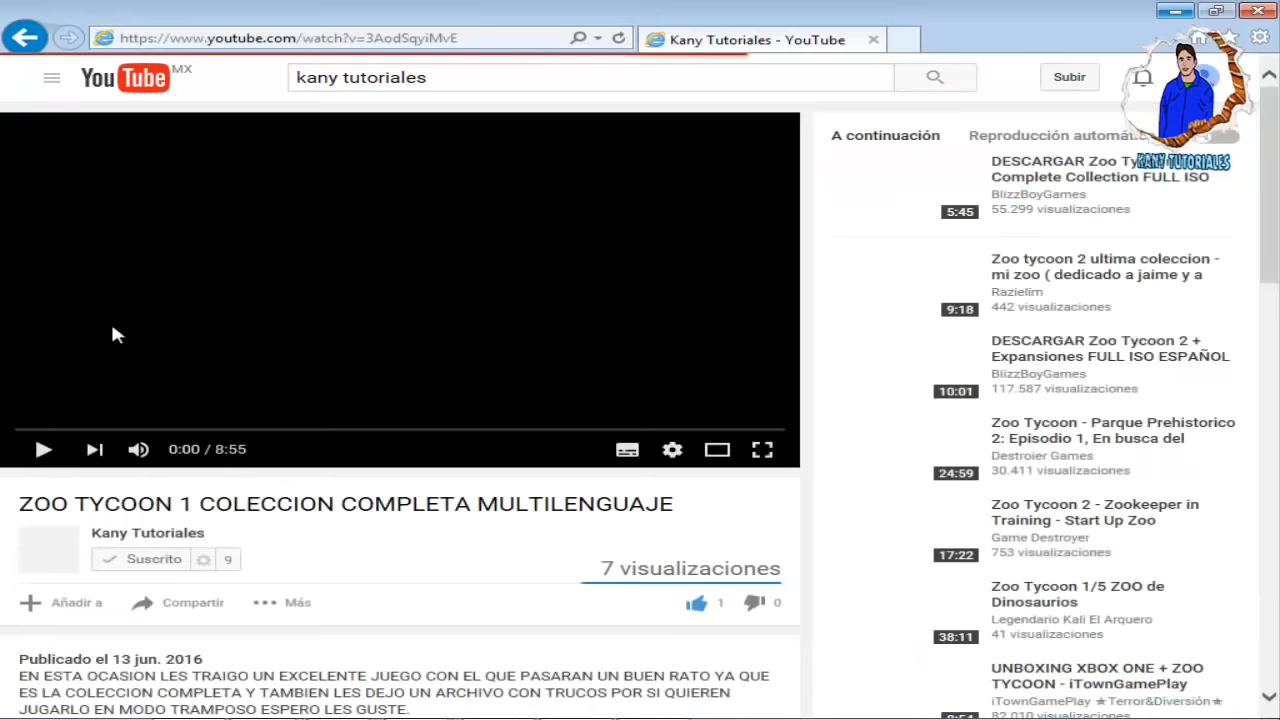 https://www.youtube.com/watch?v=3AodSqyiMvE
Kany Tutoriales - YouTube
YouTube MX
kany tutoriales
Subir
KANY TUTORIALES
0:00 / 8:55
ZOO TYCOON 1 COLECCION COMPLETA MULTILENGUAJE
Kany Tutoriales
Suscrito 9
7 visualizaciones
Añadir a Compartir Más 1 0
Publicado el 13 jun. 2016
EN ESTA OCASION LES TRAIGO UN EXCELENTE JUEGO CON EL QUE PASARAN UN BUEN RATO YA QUE
ES LA COLECCION COMPLETA Y TAMBIEN LES DEJO UN ARCHIVO CON TRUCOS POR SI QUIEREN
JUGARLO EN MODO TRAMPOSO ESPERO LES GUSTE.
A continuación Reproducción
DESCARGAR Zoo
Complete Collection FULL ISO
BlizzBoyGames
5:45 55.299 visualizaciones
Zoo tycoon 2 ultima coleccion -
mi zoo ( dedicado a jaime y a
Razielim
9:18 442 visualizaciones
DESCARGAR Zoo Tycoon 2 +
Expansiones FULL ISO ESPAÑOL
BlizzBoyGames
10:01 117.587 visualizaciones
Zoo Tycoon - Parque Prehistorico
2: Episodio 1, En busca del
Destroier Games
24:59 30.411 visualizaciones
Zoo Tycoon 2 - Zookeeper in
Training - Start Up Zoo
Game Destroyer
17:22 753 visualizaciones
Zoo Tycoon 1/5 ZOO de
Dinosaurios
Legendario Kali El Arquero
38:11 41 visualizaciones
UNBOXING XBOX ONE + ZOO
TYCOON - iTownGamePlay
iTownGamePlay ★Terror&Diversión★
82.010 visualizaciones